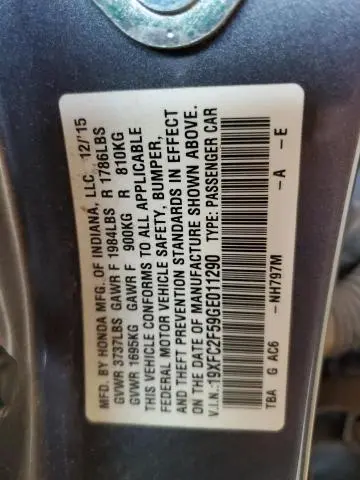 MFD. BY HONDA MFG. OF INDIANA, LLC 12/'15
GVWR 3737LBS GAWR F 1984LBS R 1786LBS
GVWR 1695KG GAWR F 900KG R 810KG
THIS VEHICLE CONFORMS TO ALL APPLICABLE
FEDERAL MOTOR VEHICLE SAFETY, BUMPER,
AND THEFT PREVENTION STANDARDS IN EFFECT
ON THE DATE OF MANUFACTURE SHOWN ABOVE.
V.I.N.:19XFC2F59GE011290 TYPE: PASSENGER CAR
TBA G AC6 -NH797M -A -E